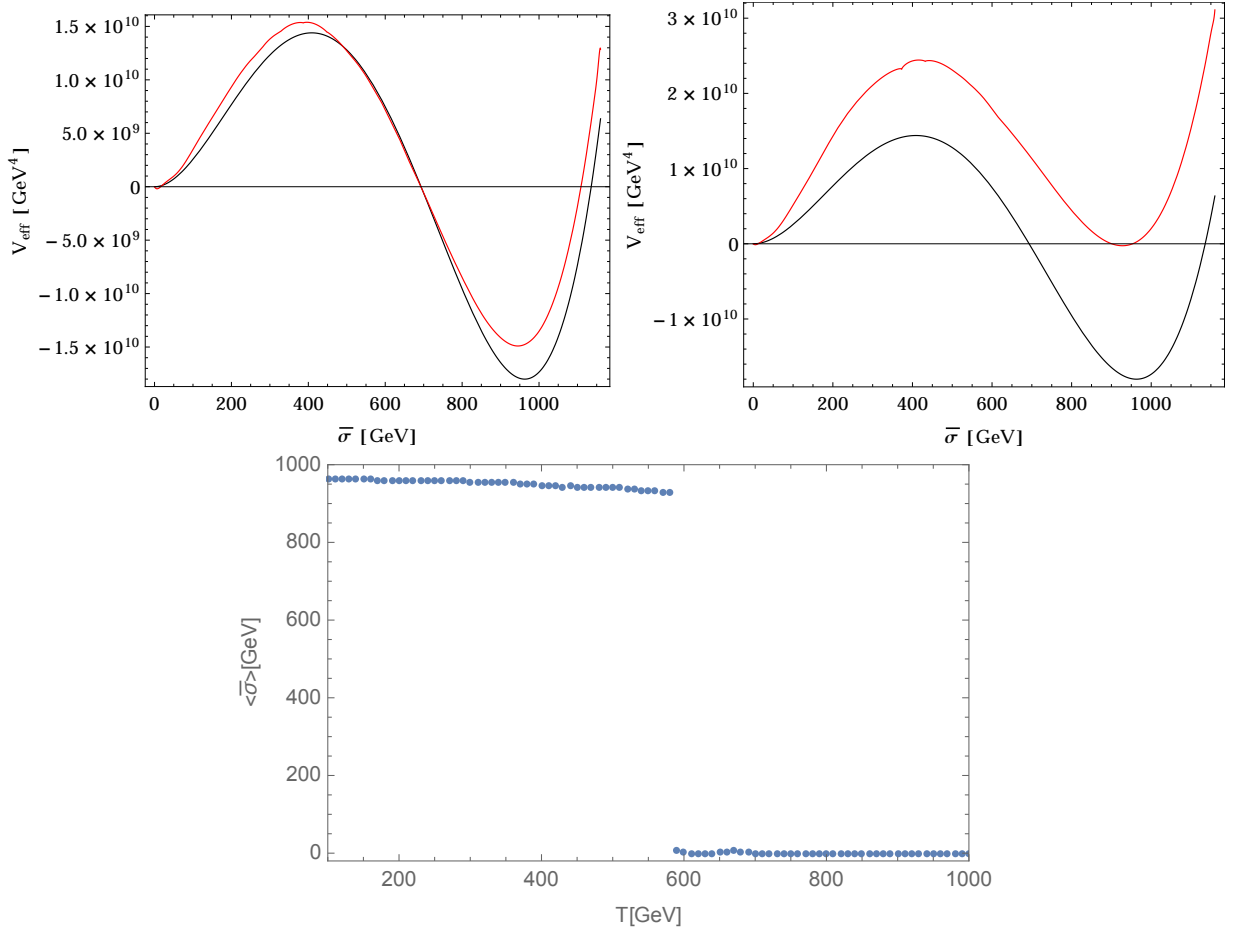 1.5 × 10^10
1.0 × 10^10
5.0 × 10^9
0
− 5.0 × 10^9
− 1.0 × 10^10
− 1.5 × 10^10
V_eff [ GeV^4 ]
0 200 400 600 800 1000
σ̅ [ GeV ]
3 × 10^10
2 × 10^10
1 × 10^10
0
− 1 × 10^10
V_eff [ GeV^4 ]
0 200 400 600 800 1000
σ̅ [ GeV ]
1000
800
600
400
200
0
<σ̅>[GeV]
200 400 600 800 1000
T[GeV]